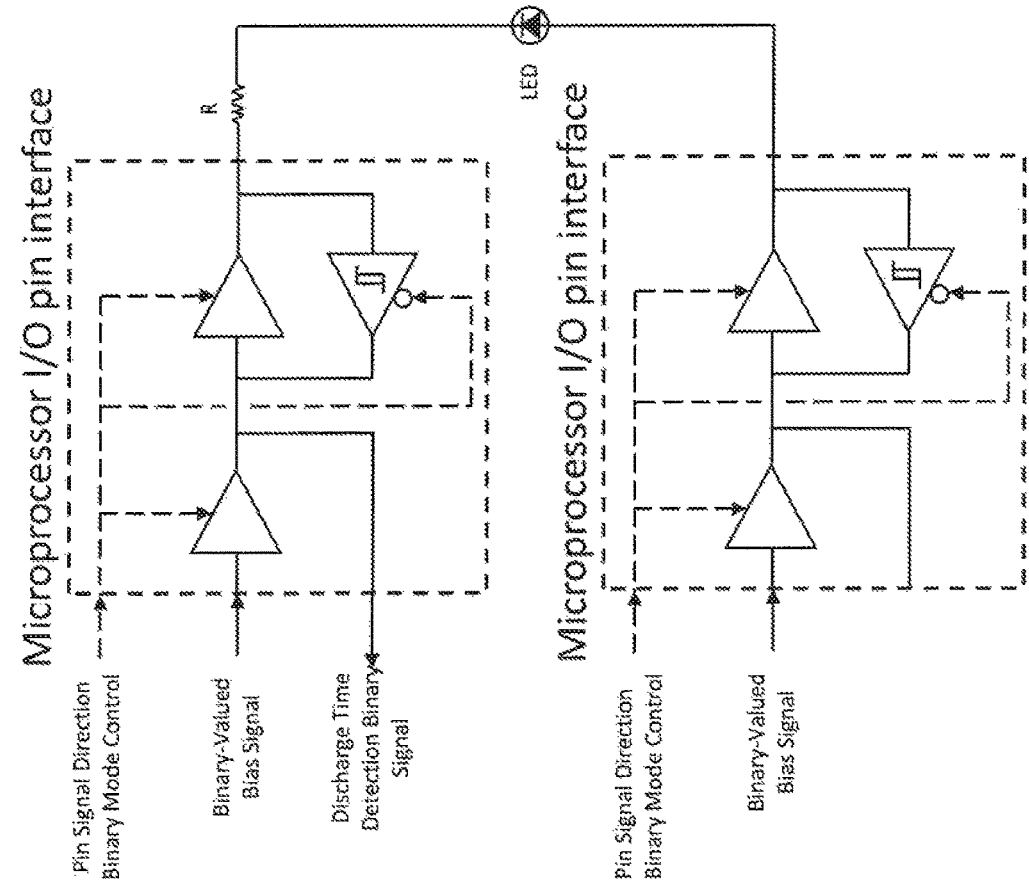 Microprocessor I/O pin interface
R
Pin Signal Direction
Binary Mode Control
Binary-Valued
Bias Signal
Discharge Time
Detection Binary
Signal
LED
Microprocessor I/O pin interface
Pin Signal Direction
Binary Mode Control
Binary-Valued
Bias Signal